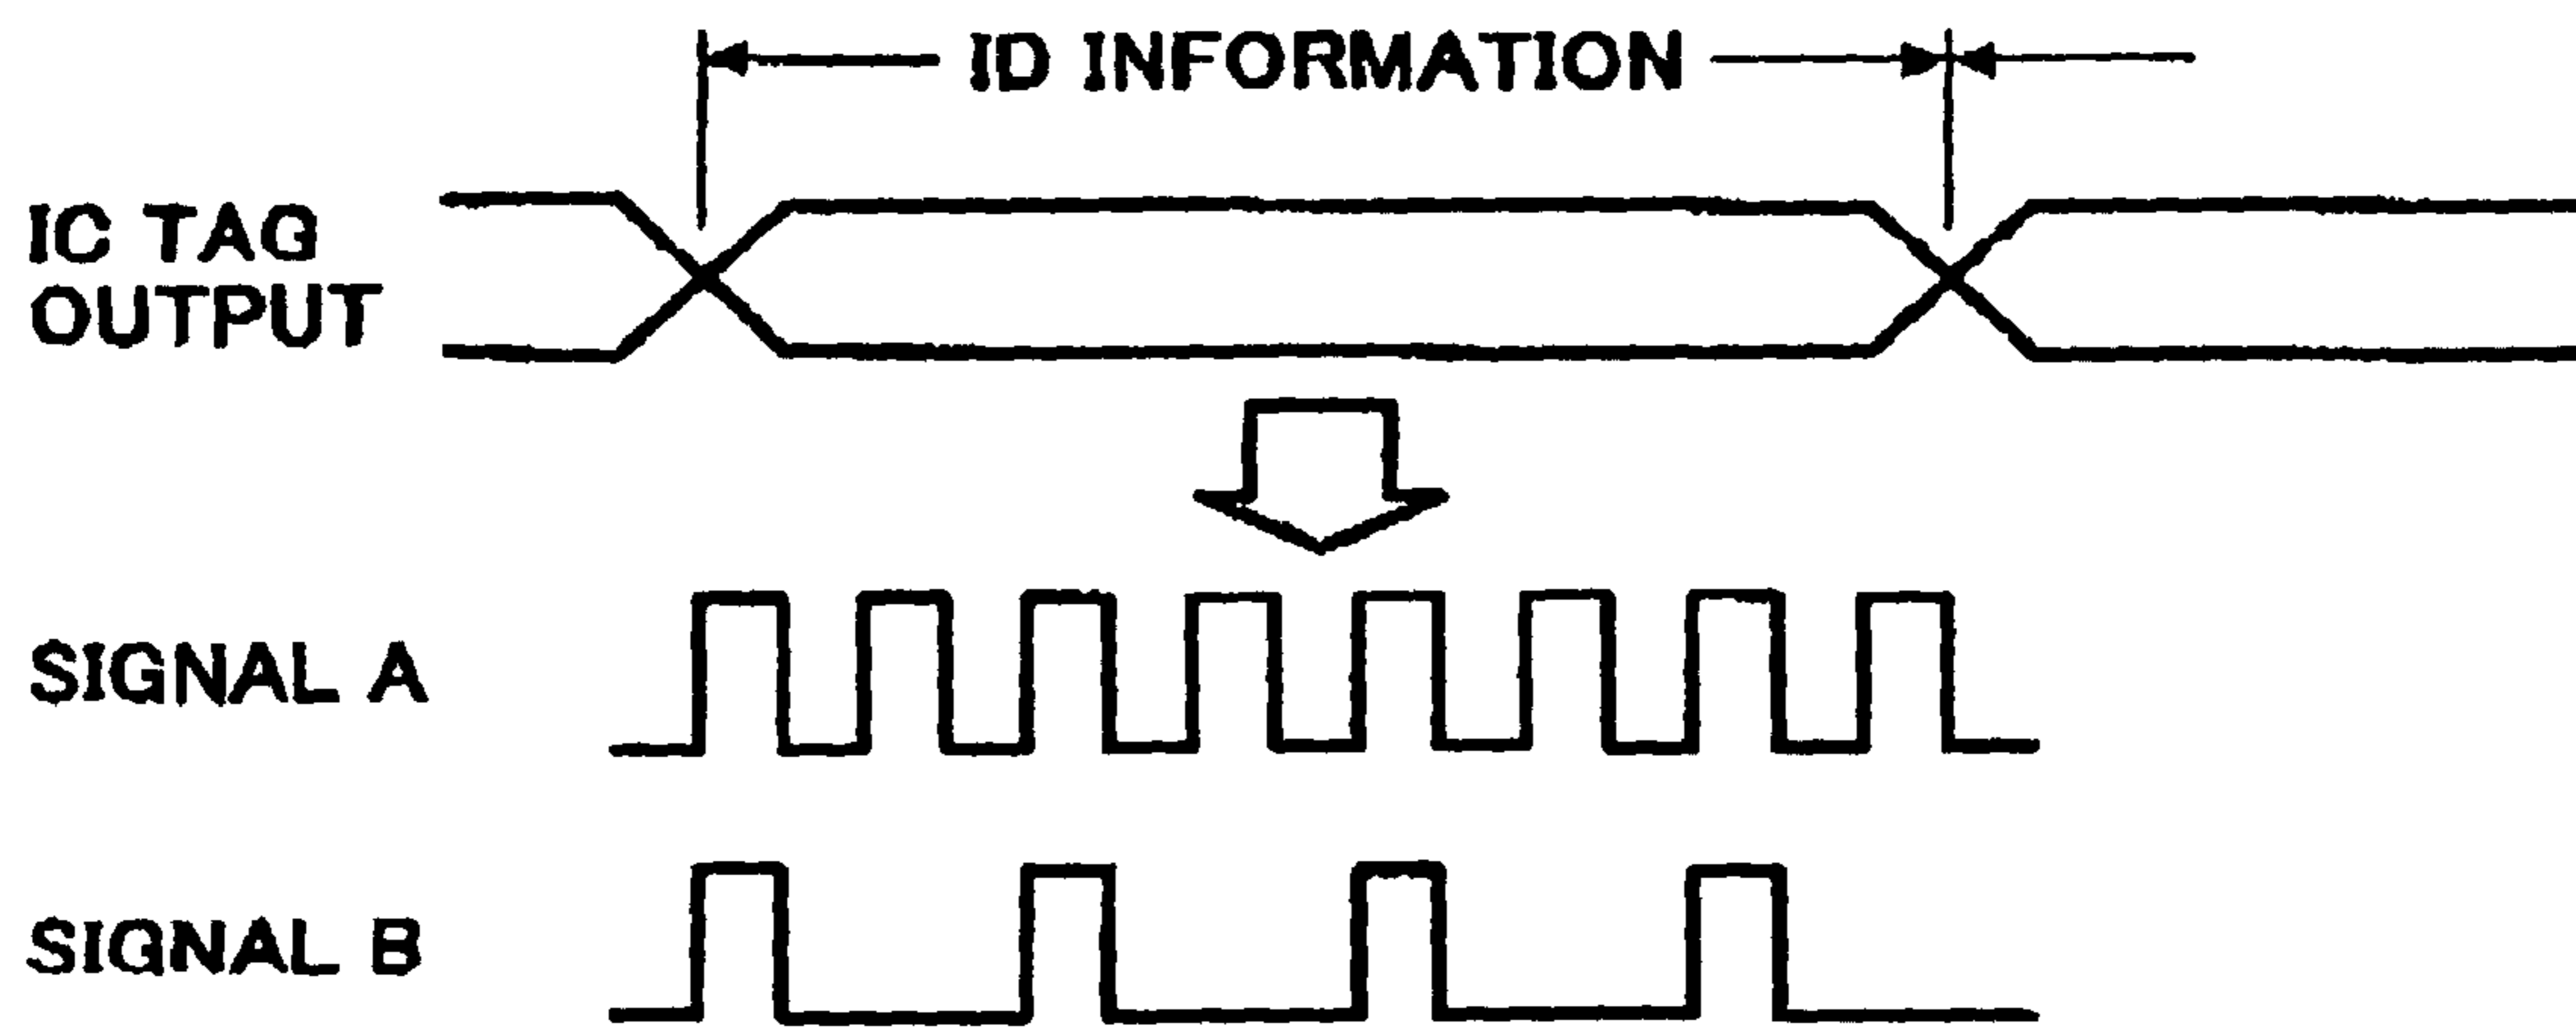 ID INFORMATION
IC TAG
OUTPUT
SIGNAL A
SIGNAL B